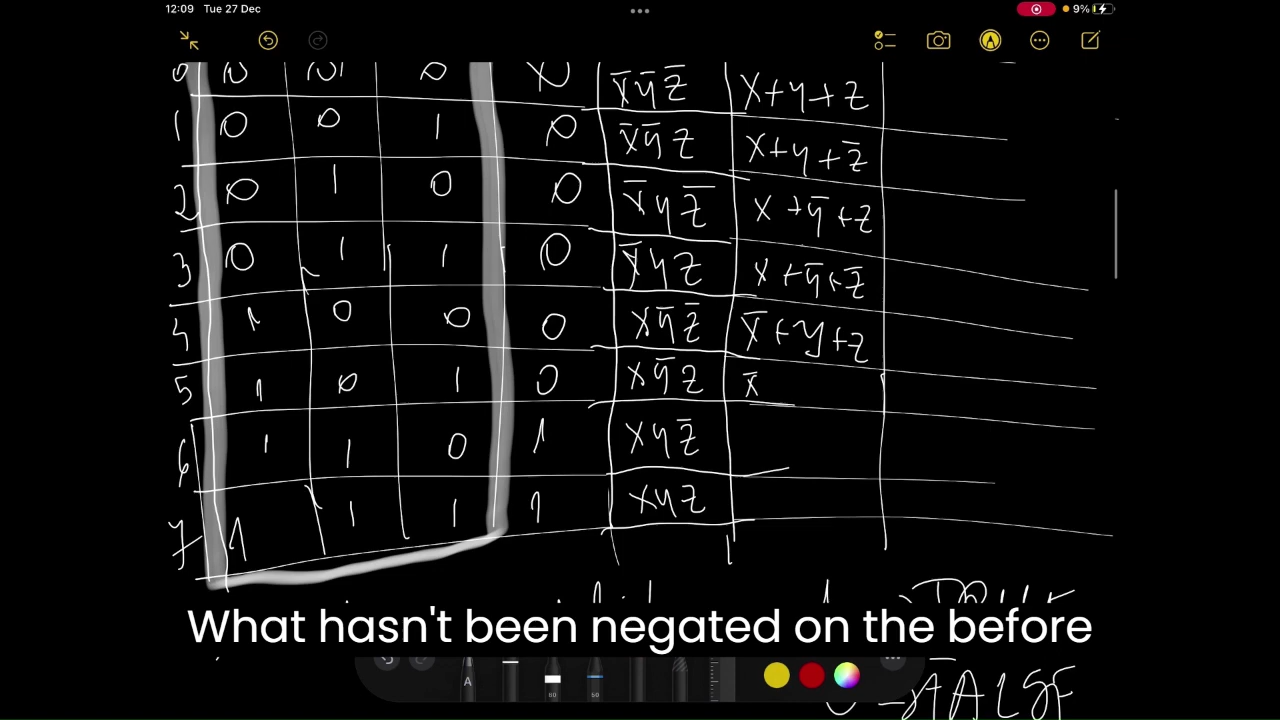 12:09 Tue 27 Dec 9%
0 0 0 0 0 x̄ȳz̄ x+y+z
1 0 0 1 0 x̄ȳz x+y+z̄
2 0 1 0 0 x̄yz̄ x+ȳ+z
3 0 1 1 0 x̄yz x+ȳ+z̄
4 1 0 0 0 xȳz̄ x̄+y+z
5 1 0 1 0 xȳz x̄
6 1 1 0 1 xyz̄
7 1 1 1 1 xyz
What hasn't been negated on the before
A 80 50
FALSE